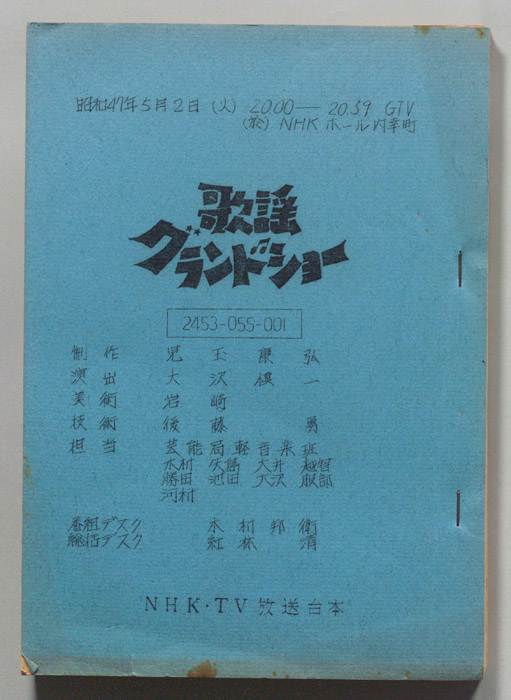 昭和47年5月2日(火) 20.00―20.59 GTV
(於) NHKホール内幸町
歌謡
グランドショー
2453-055-001
制作 児玉康弘
演出 大沢慎一
美術 岩崎
技術 後藤 勇
担当 芸能局軽音楽班
木村 矢島 大井 越智
勝田 池田 大沢 服部
河村
番組デスク 木村邦衛
総括デスク 紅林 清
NHK・TV放送台本